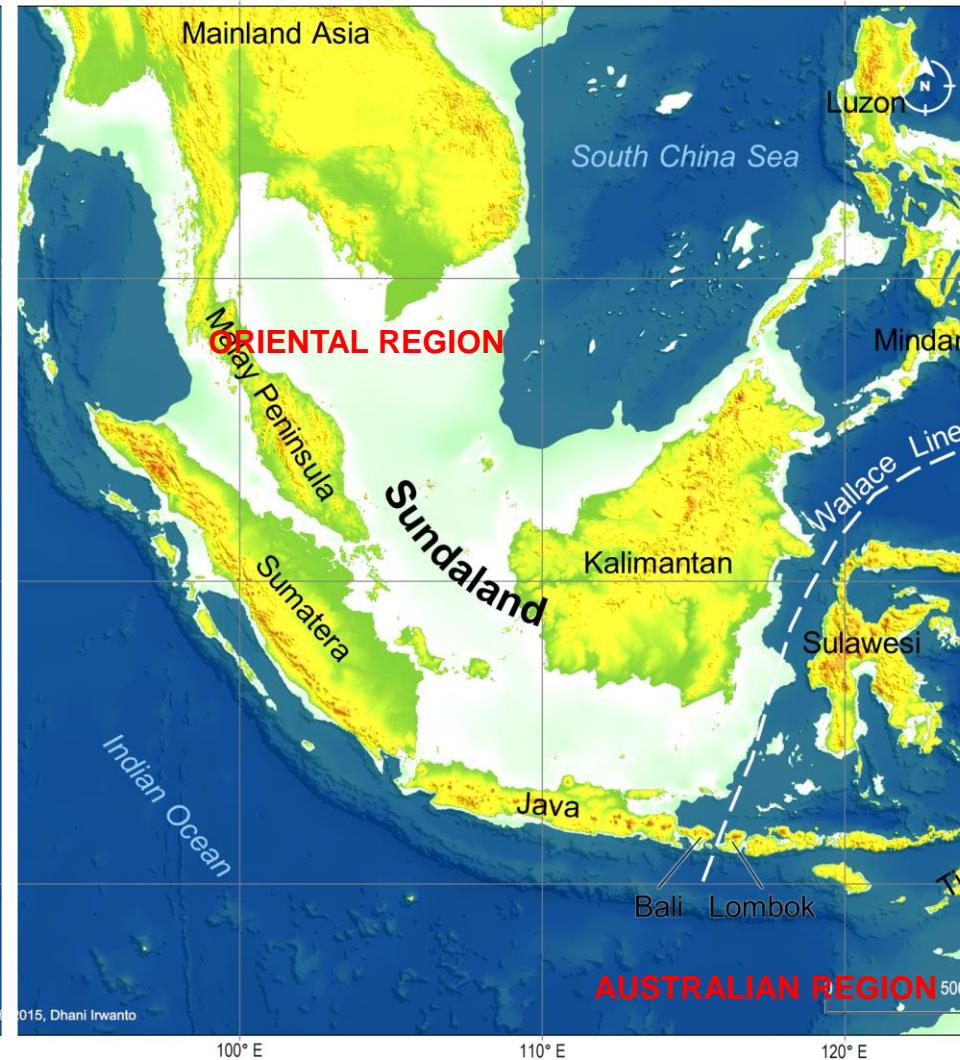 Mainland Asia
N
Luzon
South China Sea
ORIENTAL REGION
Malay Peninsula
Wallace Line
Sundaland
Kalimantan
Sumatera
Sulawesi
Indian Ocean
Java
Bali Lombok
AUSTRALIAN REGION
0
2015, Dhani Irwanto
100° E 110° E 120° E